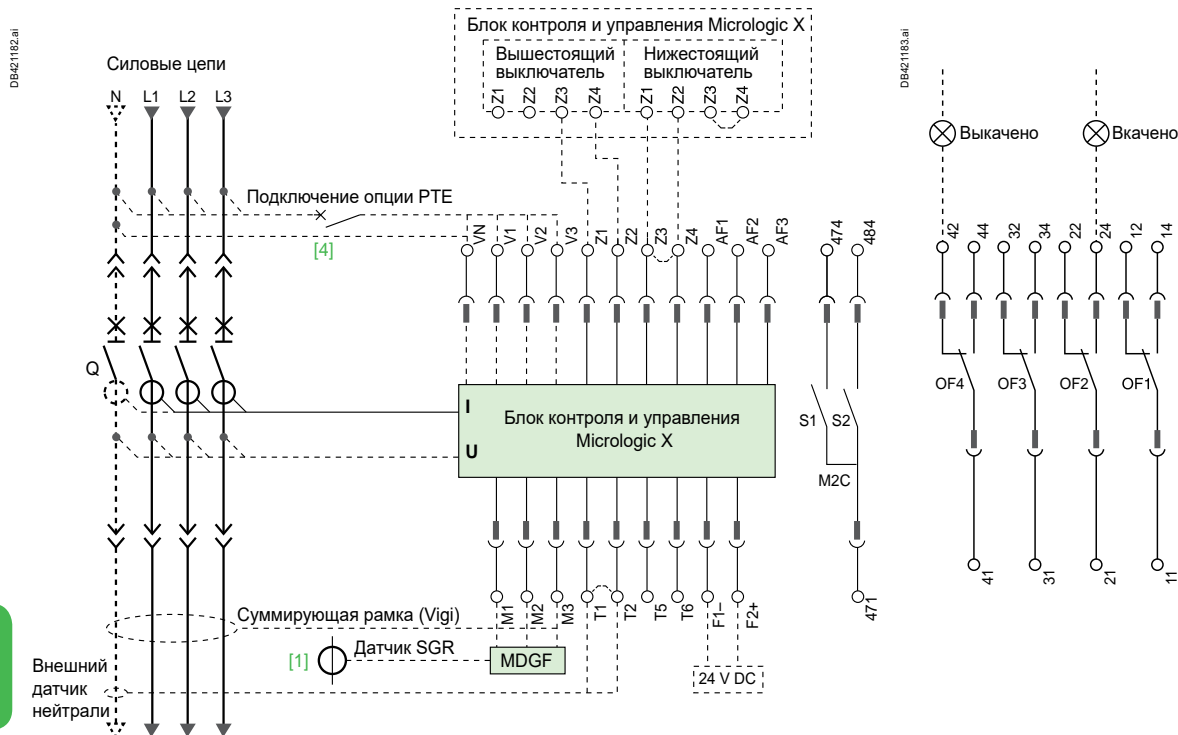 DB421182.ai
Блок контроля и управления Micrologic X
Вышестоящий
выключатель
Нижестоящий
выключатель
Z1 Z2 Z3 Z4 Z1 Z2 Z3 Z4
Силовые цепи
N L1 L2 L3
Подключение опции PTE
[4]
VN V1 V2 V3 Z1 Z2 Z3 Z4 AF1 AF2 AF3
474 484
Q
I
U
Блок контроля и управления
Micrologic X
S1 S2
M2C
M1 M2 M3 T1 T2 T5 T6 F1– F2+
471
Суммирующая рамка (Vigi)
[1]
Датчик SGR
MDGF
24 V DC
Внешний
датчик
нейтрали
DB421183.ai
Выкачено
Вкачено
42 44 32 34 22 24 12 14
OF4 OF3 OF2 OF1
41 31 21 11